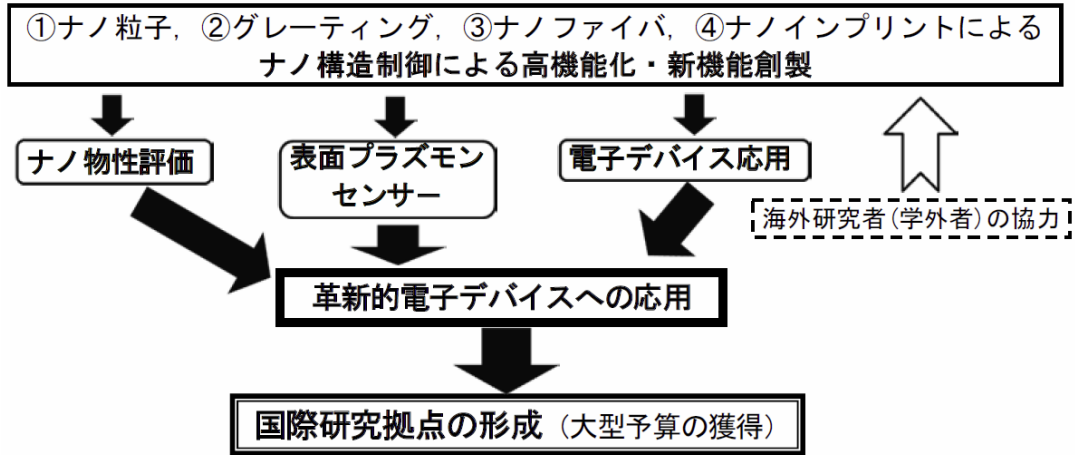 ①ナノ粒子，②グレーティング，③ナノファイバ，④ナノインプリントによる
ナノ構造制御による高機能化・新機能創製
ナノ物性評価
表面プラズモン
センサー
電子デバイス応用
海外研究者（学外者）の協力
革新的電子デバイスへの応用
国際研究拠点の形成（大型予算の獲得）